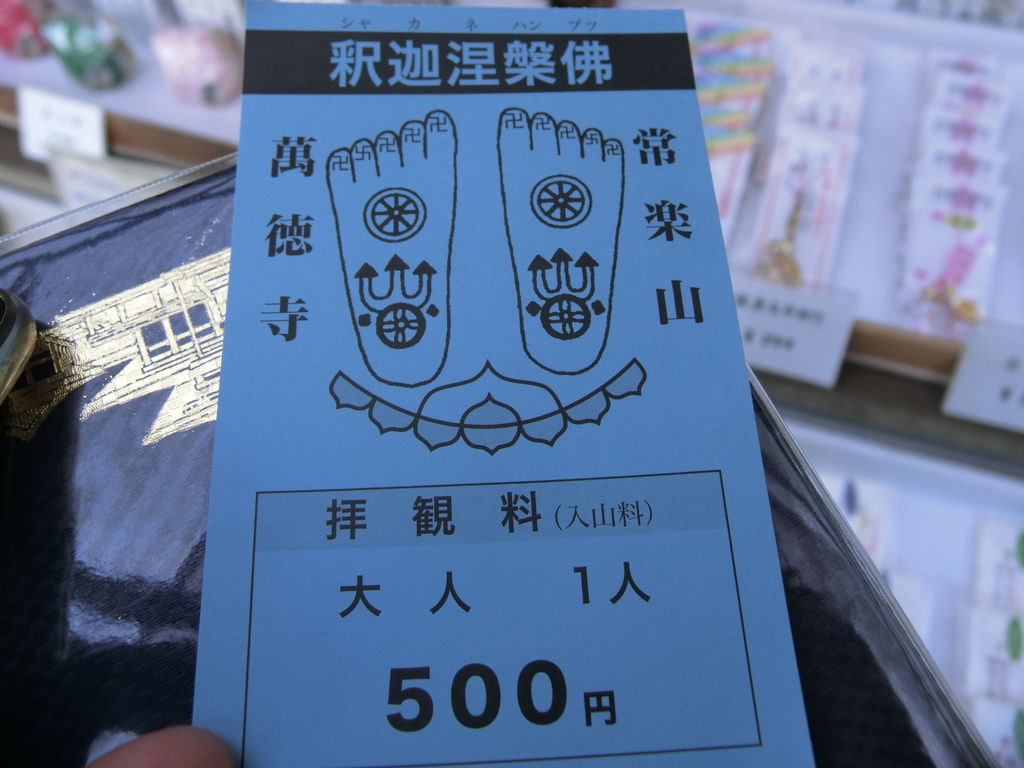 シャカネハンブツ
釈迦涅槃佛
常楽山
萬徳寺
拝観料(入山料)
大人 1人
500円